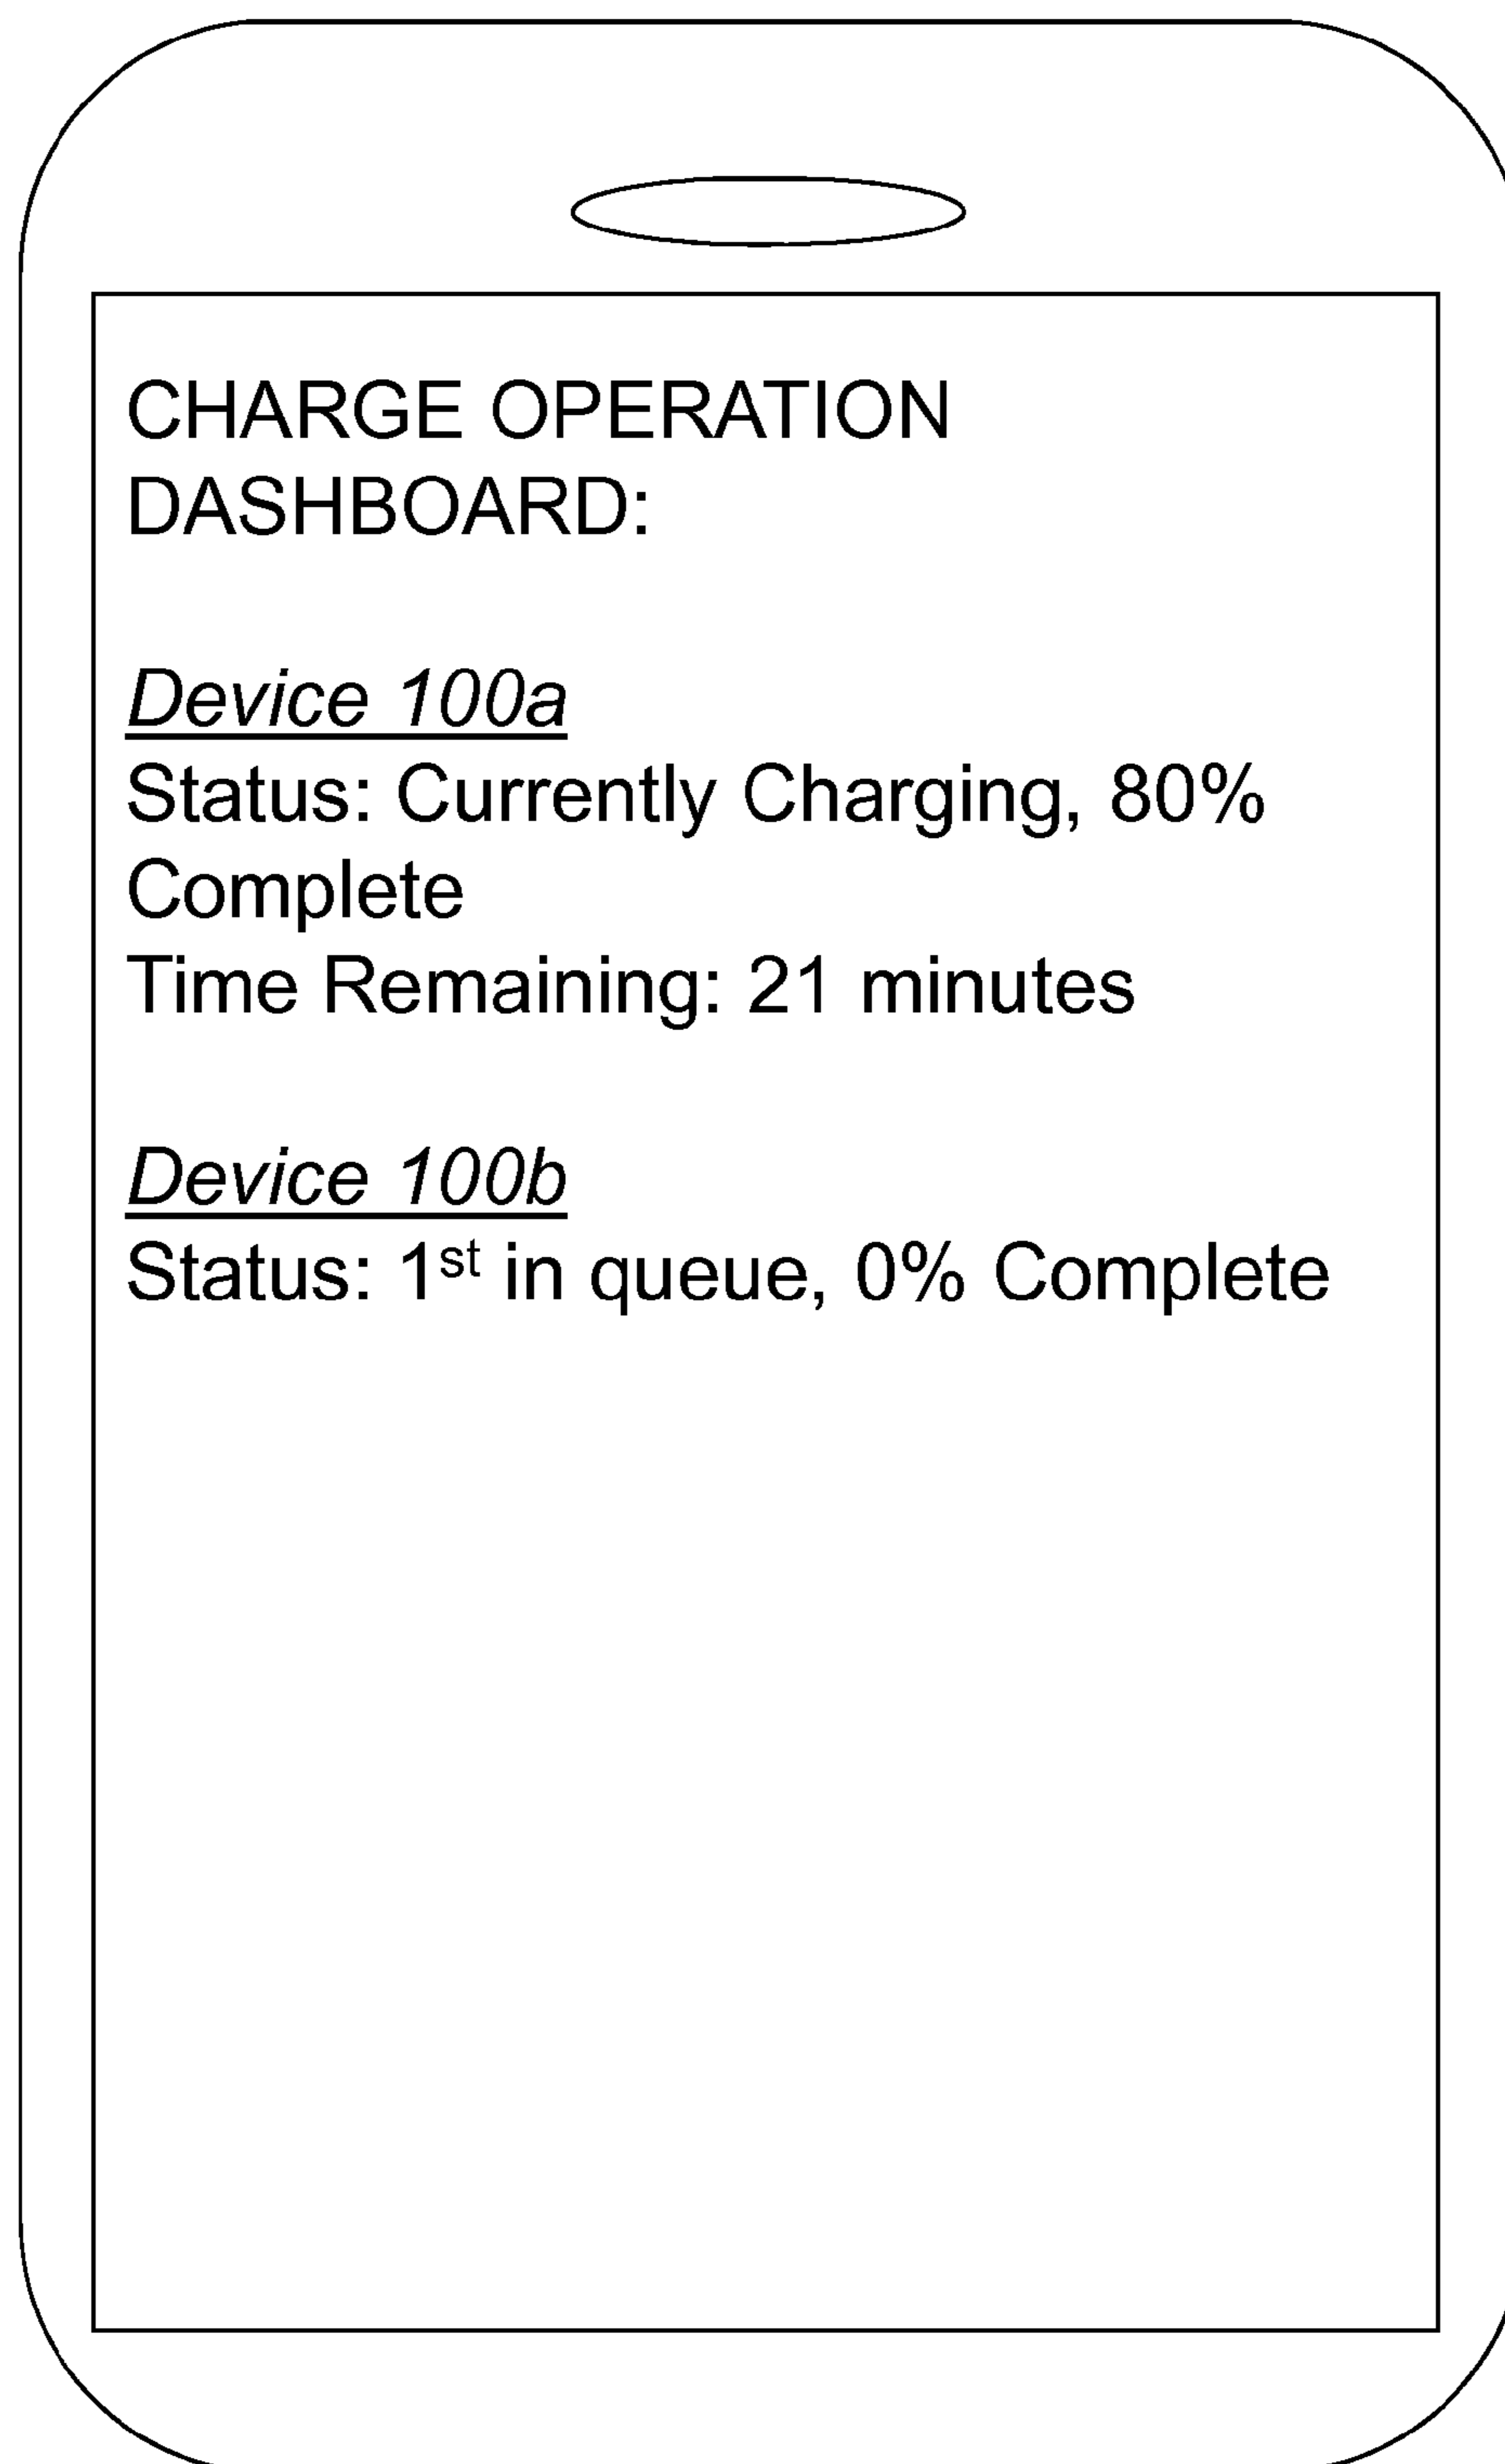 CHARGE OPERATION
DASHBOARD:
Device 100a
Status: Currently Charging, 80%
Complete
Time Remaining: 21 minutes
Device 100b
Status: 1st in queue, 0% Complete